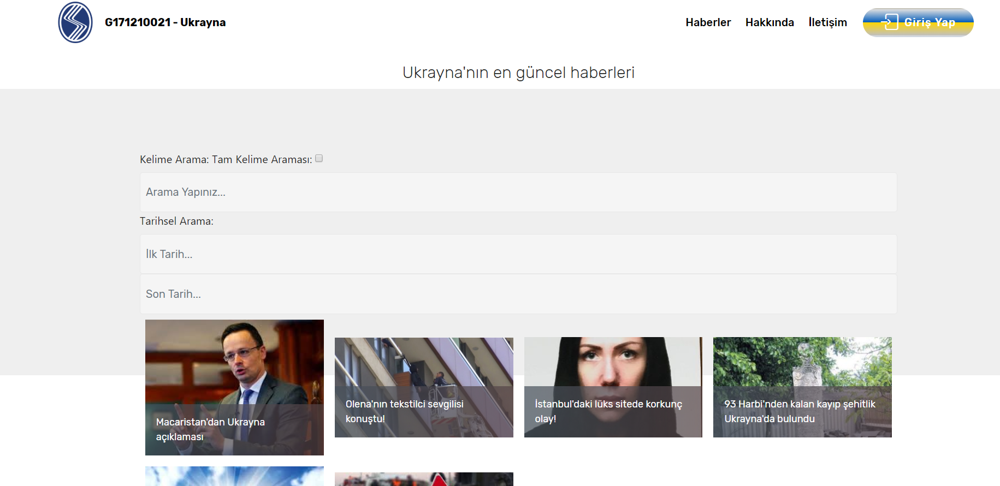 G171210021 - Ukrayna
Haberler
Hakkında
İletişim
Giriş Yap
Ukrayna'nın en güncel haberleri
Kelime Arama: Tam Kelime Araması:
Arama Yapınız...
Tarihsel Arama:
İlk Tarih...
Son Tarih...
Macaristan'dan Ukrayna
açıklaması
Olena'nın tekstilci sevgilisi
konuştu!
İstanbul'daki lüks sitede korkunç
olay!
93 Harbi'nden kalan kayıp şehitlik
Ukrayna'da bulundu